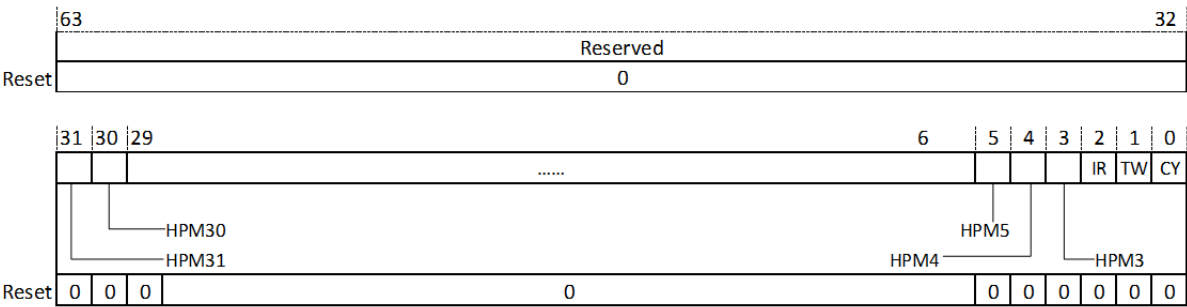 63 32
Reserved
Reset 0
31 30 29 6 5 4 3 2 1 0
...... IR TW CY
HPM30 HPM5
HPM31 HPM4 HPM3
Reset 0 0 0 0 0 0 0 0 0 0